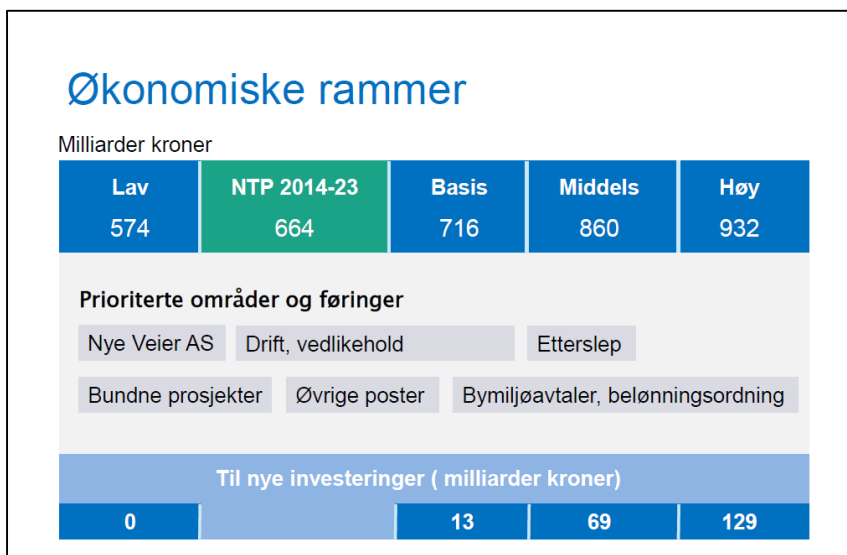 Økonomiske rammer
Milliarder kroner
Lav NTP 2014-23 Basis Middels Høy
574 664 716 860 932
Prioriterte områder og føringer
Nye Veier AS Drift, vedlikehold Etterslep
Bundne prosjekter Øvrige poster Bymiljøavtaler, belønningsordning
Til nye investeringer ( milliarder kroner)
0 13 69 129